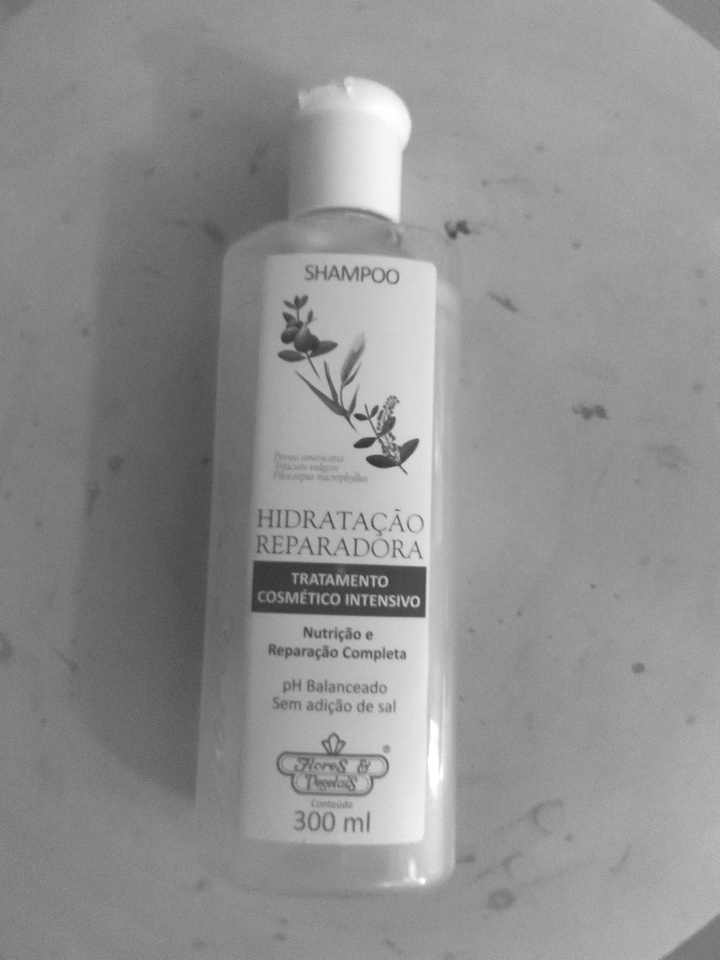 SHAMPOO
Persea americana
Triticum vulgare
Pilocarpus microphyllus
HIDRATAÇÃO
REPARADORA
TRATAMENTO
COSMÉTICO INTENSIVO
Nutrição e
Reparação Completa
pH Balanceado
Sem adição de sal
Flores &
Vegetais
®
Conteúdo
300 ml